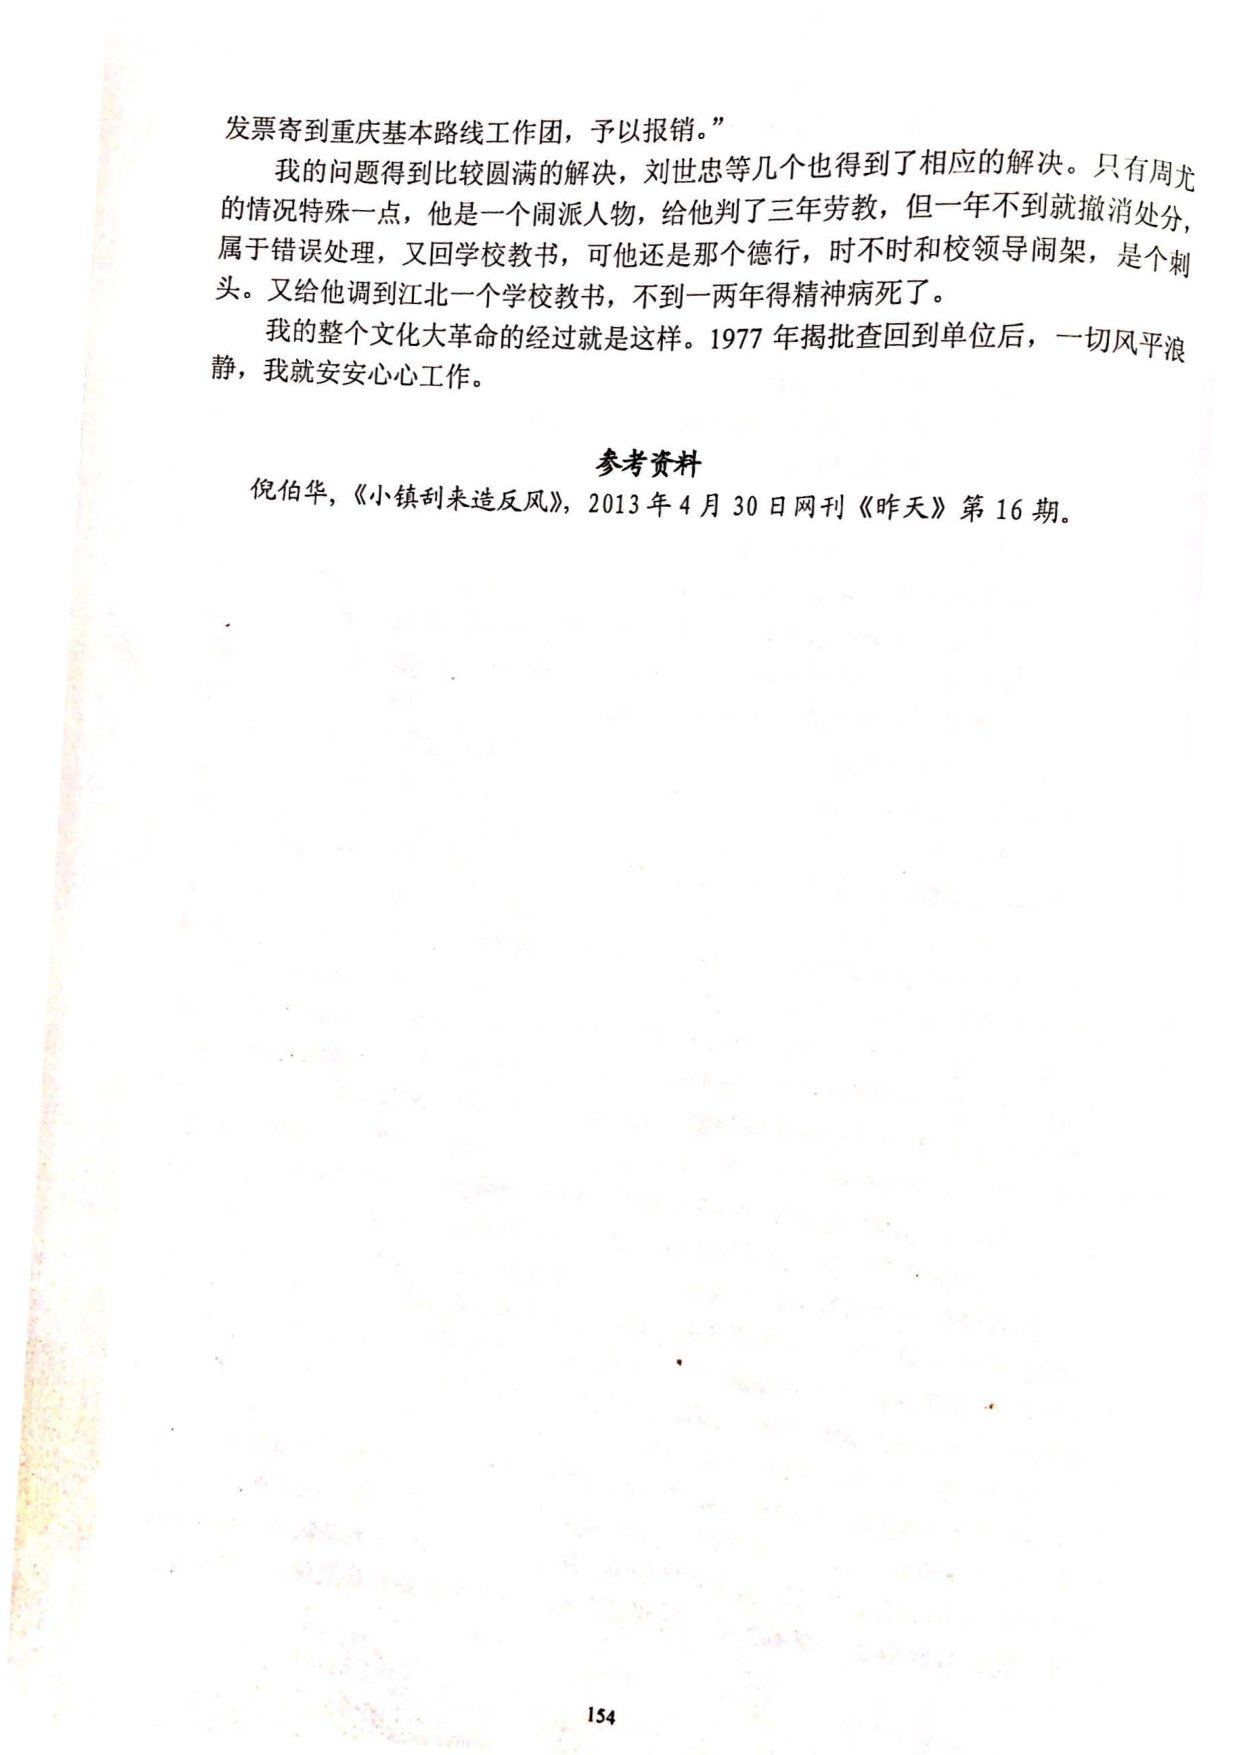 发票寄到重庆基本路线工作团，予以报销。”
我的问题得到比较圆满的解决，刘世忠等几个也得到了相应的解决。只有周尤
的情况特殊一点，他是一个闹派人物，给他判了三年劳教，但一年不到就撤消处分，
属于错误处理，又回学校教书，可他还是那个德行，时不时和校领导闹架，是个刺
头。又给他调到江北一个学校教书，不到一两年得精神病死了。
我的整个文化大革命的经过就是这样。1977 年揭批查回到单位后，一切风平浪
静，我就安安心心工作。
参考资料
倪伯华，《小镇刮来造反风》，2013 年 4 月 30 日网刊《昨天》第 16 期。
154